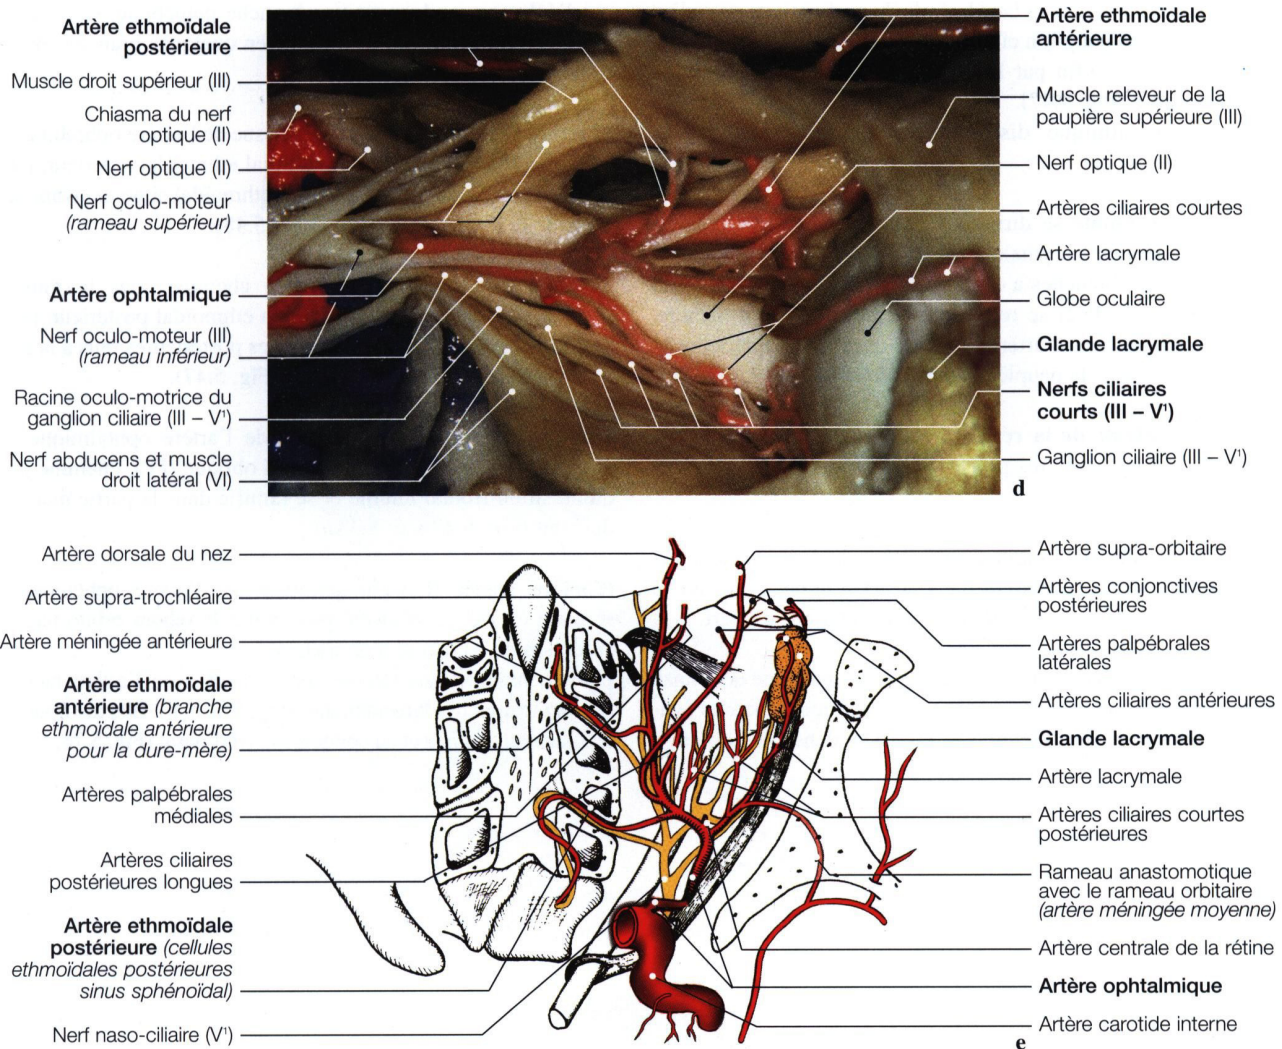 Artère ethmoïdale
postérieure
Muscle droit supérieur (III)
Chiasma du nerf
optique (II)
Nerf optique (II)
Nerf oculo-moteur
(rameau supérieur)
Artère ophtalmique
Nerf oculo-moteur (III)
(rameau inférieur)
Racine oculo-motrice du
ganglion ciliaire (III – V¹)
Nerf abducens et muscle
droit latéral (VI)
Artère ethmoïdale
antérieure
Muscle releveur de la
paupière supérieure (III)
Nerf optique (II)
Artères ciliaires courtes
Artère lacrymale
Globe oculaire
Glande lacrymale
Nerfs ciliaires
courts (III – V¹)
Ganglion ciliaire (III – V¹)
d
Artère dorsale du nez
Artère supra-trochléaire
Artère méningée antérieure
Artère ethmoïdale
antérieure (branche
ethmoïdale antérieure
pour la dure-mère)
Artères palpébrales
médiales
Artères ciliaires
postérieures longues
Artère ethmoïdale
postérieure (cellules
ethmoïdales postérieures
sinus sphénoïdal)
Nerf naso-ciliaire (V¹)
Artère supra-orbitaire
Artères conjonctives
postérieures
Artères palpébrales
latérales
Artères ciliaires antérieures
Glande lacrymale
Artère lacrymale
Artères ciliaires courtes
postérieures
Rameau anastomotique
avec le rameau orbitaire
(artère méningée moyenne)
Artère centrale de la rétine
Artère ophtalmique
Artère carotide interne
e